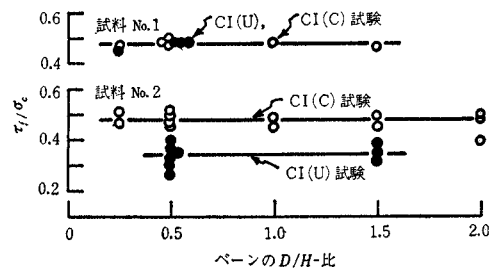 0.6
試料 No.1
CI(U),
CI(C)試験
0.4
試料 No.2
0.6
CI(C)試験
τf/σc
0.4
CI(U)試験
0.2
0
0.5
1.0
1.5
2.0
ベーンの D/H-比